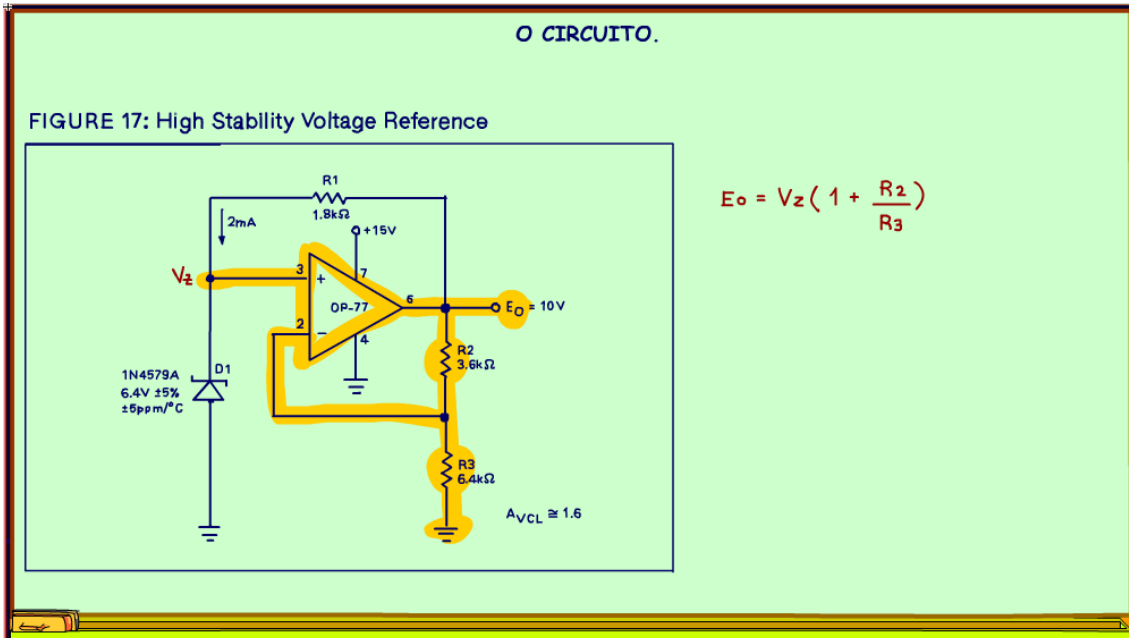 O CIRCUITO.
FIGURE 17: High Stability Voltage Reference
R1
1.8kΩ
2mA
+15V
Vz
3
+
7
OP-77
6
E_O = 10V
2
−
4
R2
3.6kΩ
1N4579A
6.4V ±5%
±5ppm/°C
D1
R3
6.4kΩ
A_VCL ≅ 1.6
Eo = Vz ( 1 + R2/R3 )